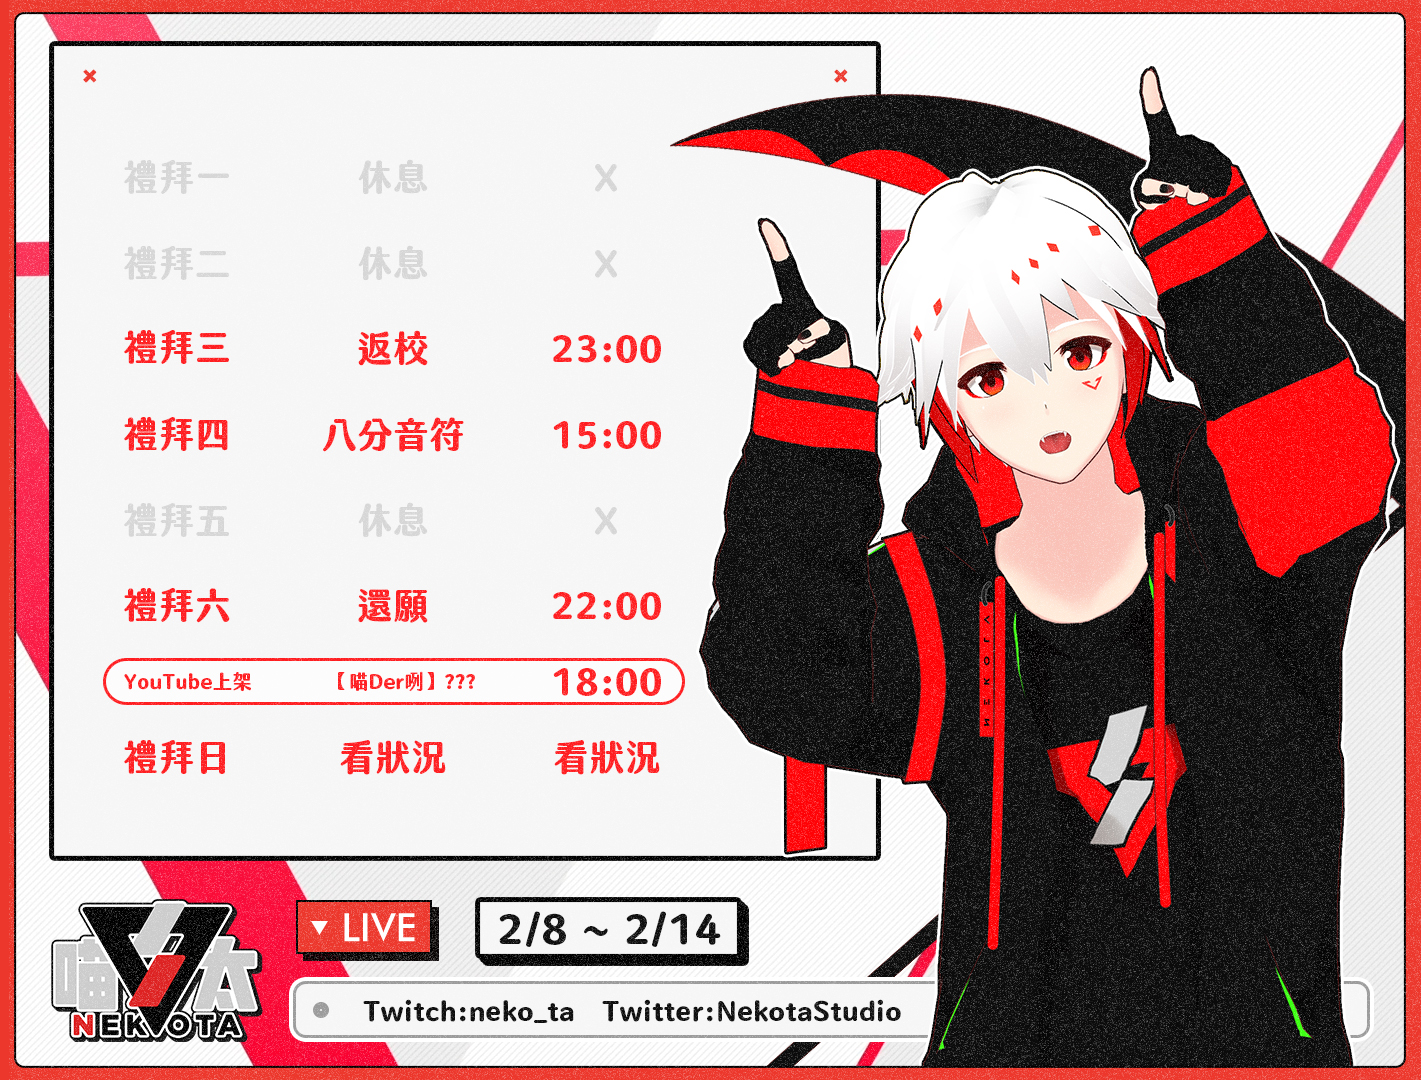 禮拜一 休息 X
禮拜二 休息 X
禮拜三 返校 23:00
禮拜四 八分音符 15:00
禮拜五 休息 X
禮拜六 還願 22:00
YouTube上架 【喵Der咧】??? 18:00
禮拜日 看狀況 看狀況
喵太
NEKOTA
LIVE
2/8 ~ 2/14
Twitch:neko_ta Twitter:NekotaStudio